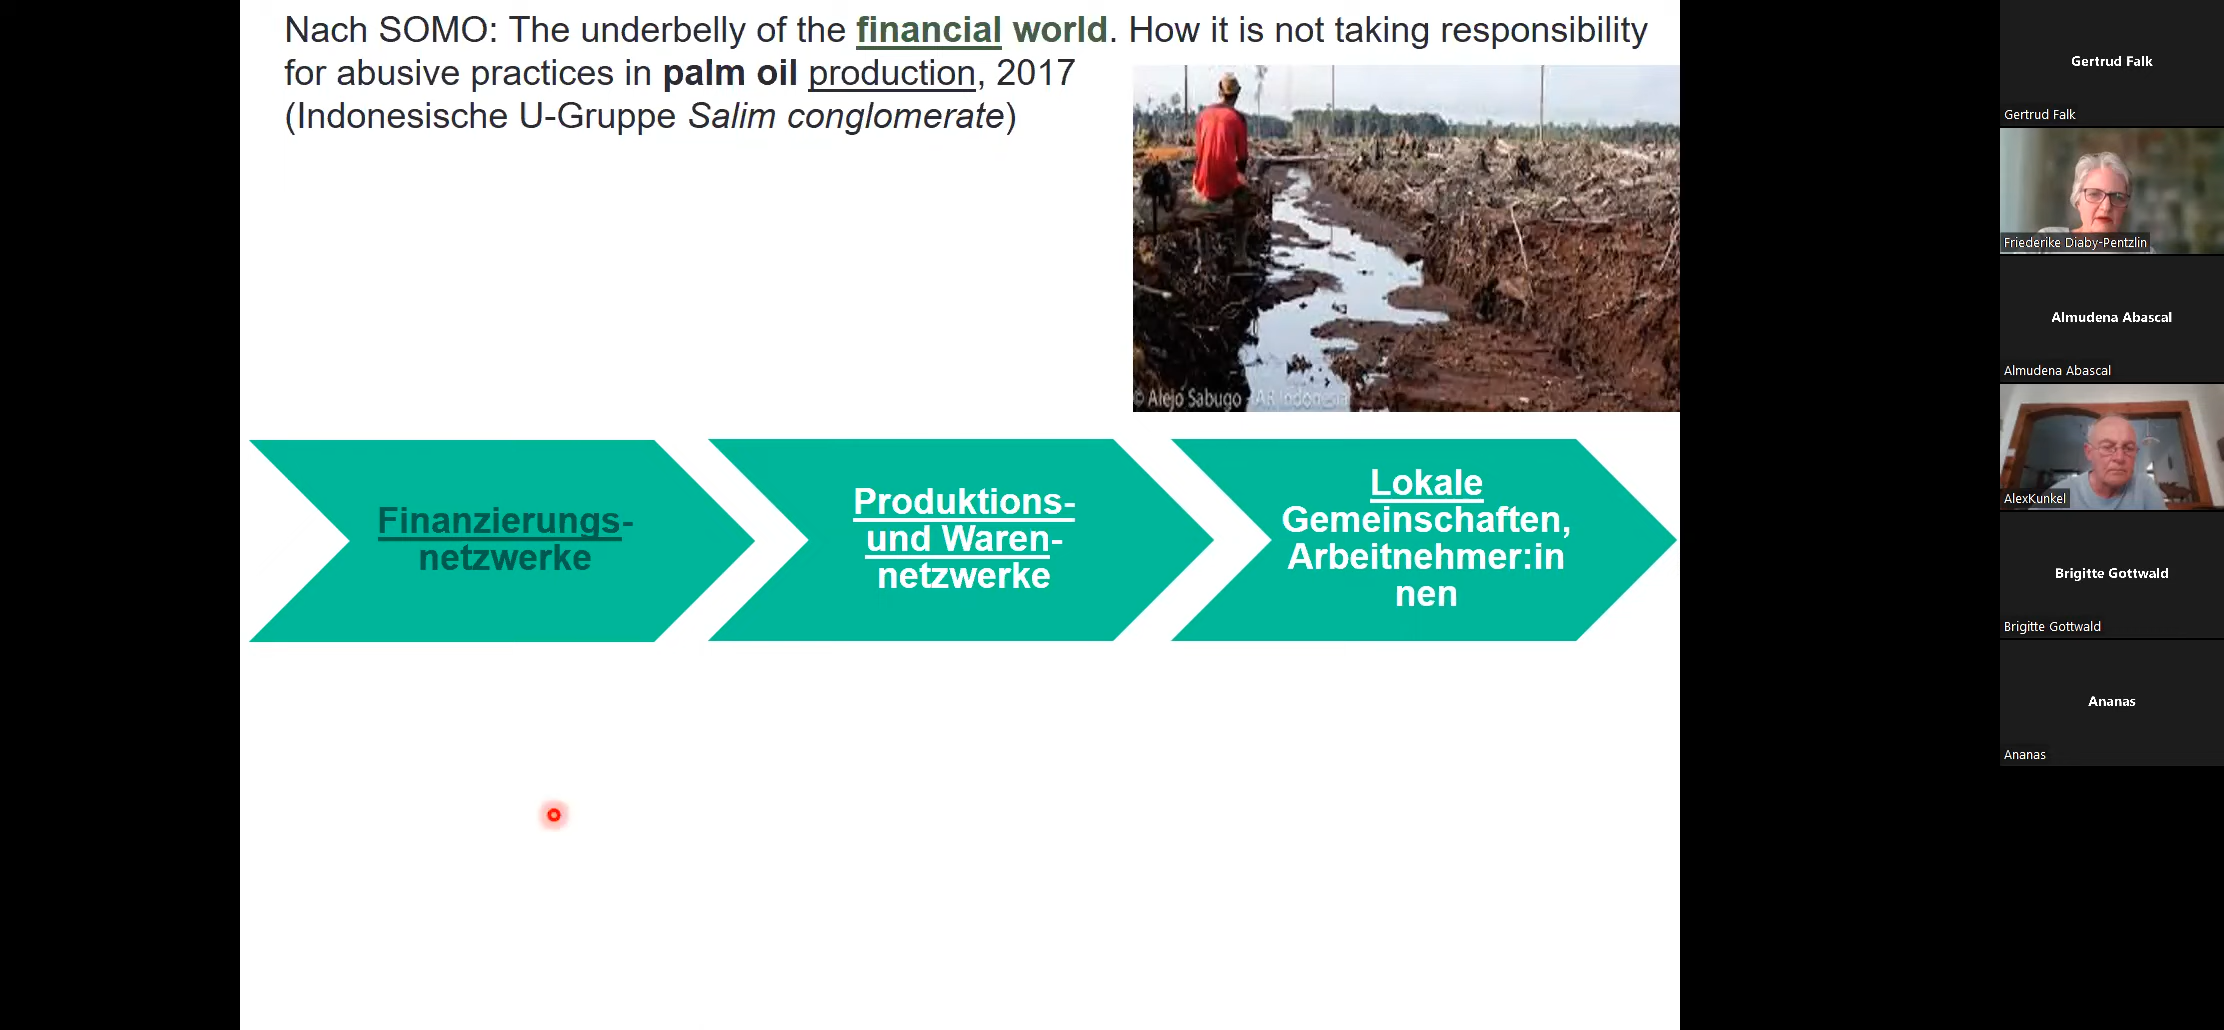 Nach SOMO: The underbelly of the financial world. How it is not taking responsibility
for abusive practices in palm oil production, 2017
(Indonesische U-Gruppe Salim conglomerate)
© Alejo Sabugo - AR Indonesia
Finanzierungs-
netzwerke
Produktions-
und Waren-
netzwerke
Lokale
Gemeinschaften,
Arbeitnehmer:in
nen
Gertrud Falk
Gertrud Falk
Friederike Diaby-Pentzlin
Almudena Abascal
Almudena Abascal
AlexKunkel
Brigitte Gottwald
Brigitte Gottwald
Ananas
Ananas